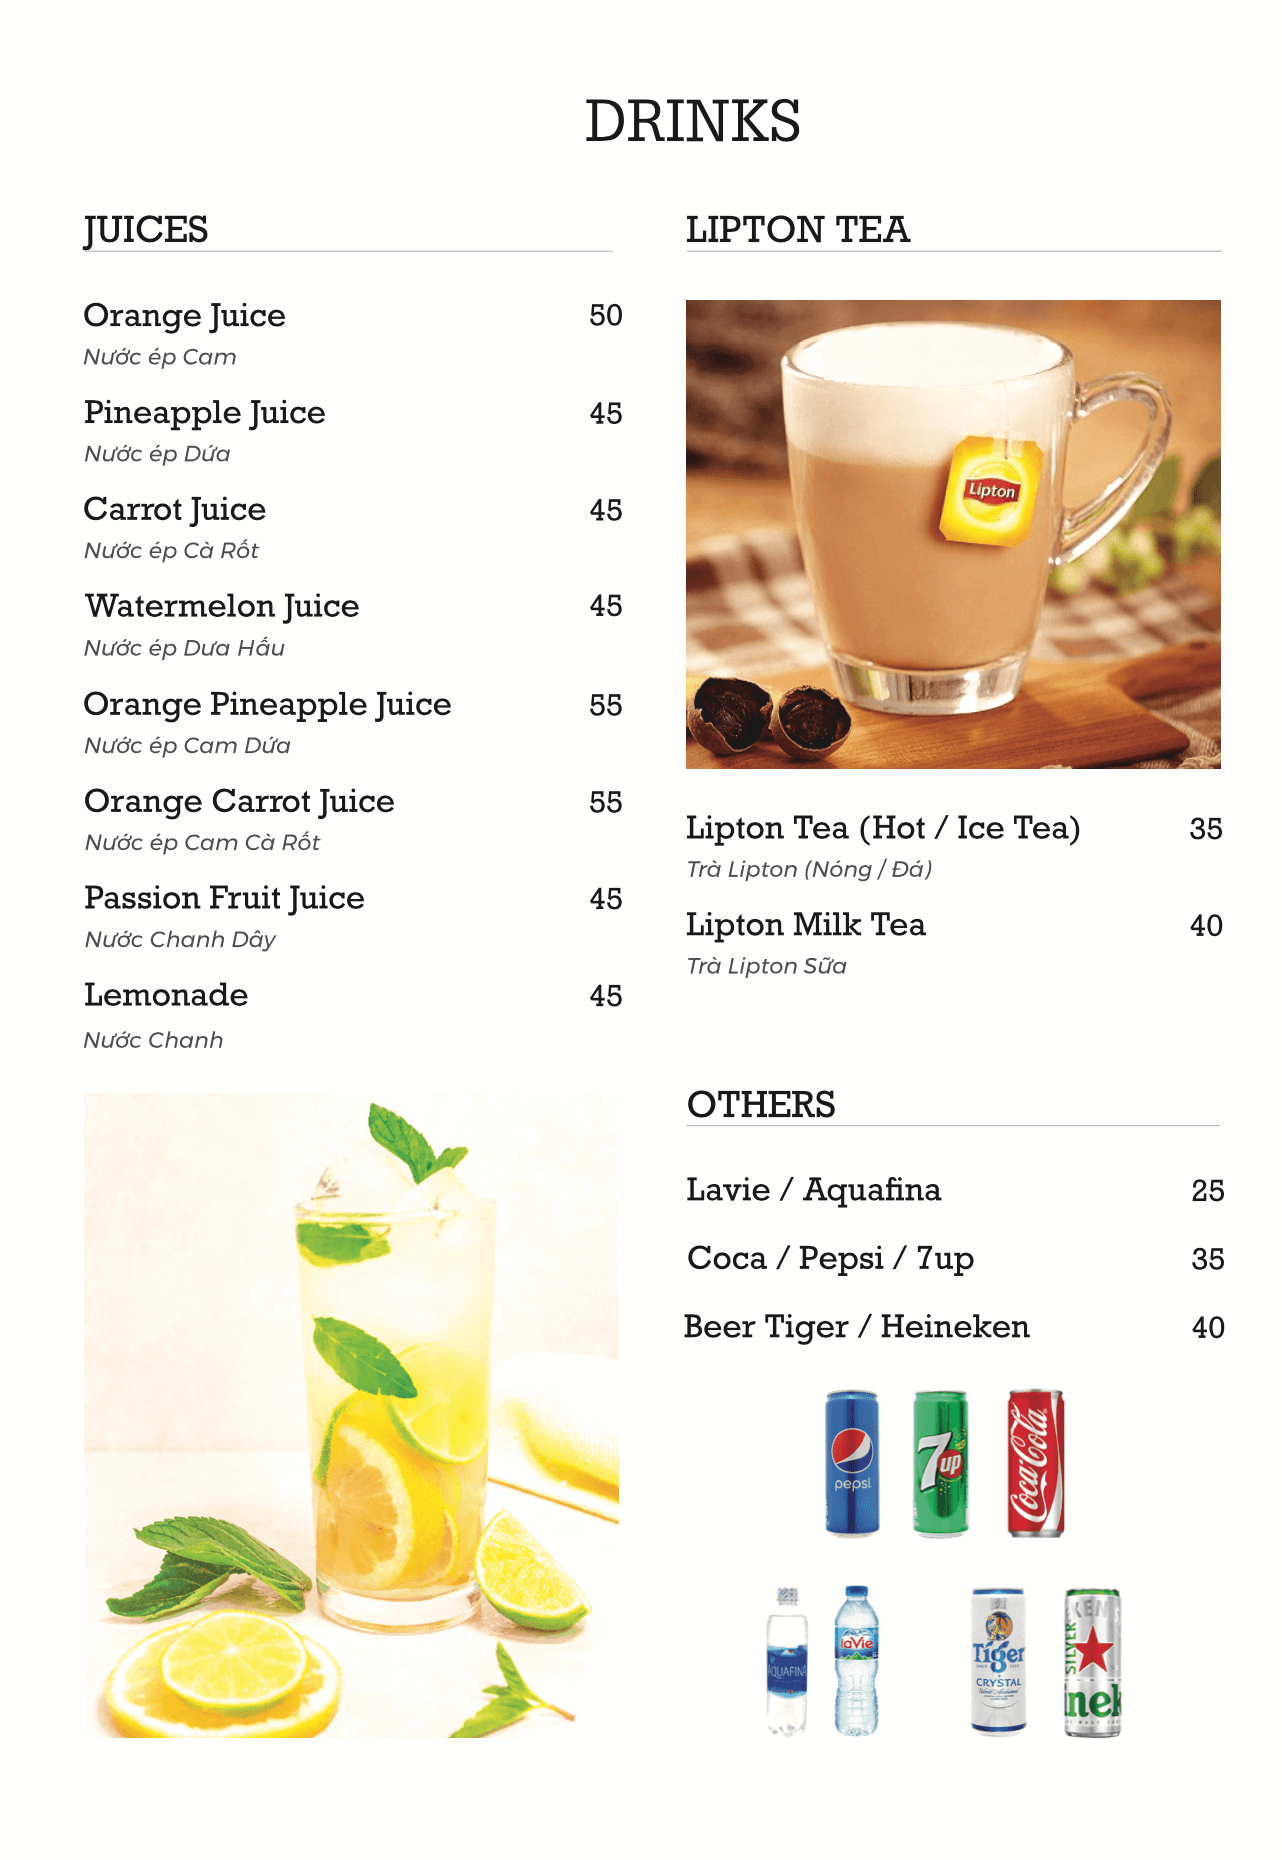 DRINKS
JUICES
Orange Juice 50
Nước ép Cam
Pineapple Juice 45
Nước ép Dứa
Carrot Juice 45
Nước ép Cà Rốt
Watermelon Juice 45
Nước ép Dưa Hấu
Orange Pineapple Juice 55
Nước ép Cam Dứa
Orange Carrot Juice 55
Nước ép Cam Cà Rốt
Passion Fruit Juice 45
Nước Chanh Dây
Lemonade 45
Nước Chanh
LIPTON TEA
Lipton
Lipton Tea (Hot / Ice Tea) 35
Trà Lipton (Nóng / Đá)
Lipton Milk Tea 40
Trà Lipton Sữa
OTHERS
Lavie / Aquafina 25
Coca / Pepsi / 7up 35
Beer Tiger / Heineken 40
pepsi
7up
Coca-Cola
AQUAFINA
laVie
Tiger
CRYSTAL
KEN
SILVER
inek